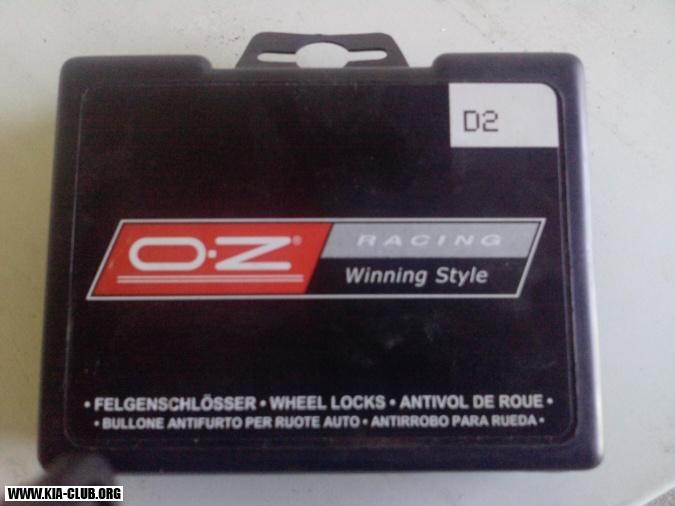 D2
O·Z® RACING
Winning Style
• FELGENSCHLÖSSER • WHEEL LOCKS • ANTIVOL DE ROUE •
• BULLONE ANTIFURTO PER RUOTE AUTO • ANTIRROBO PARA RUEDA •
WWW.KIA-CLUB.ORG